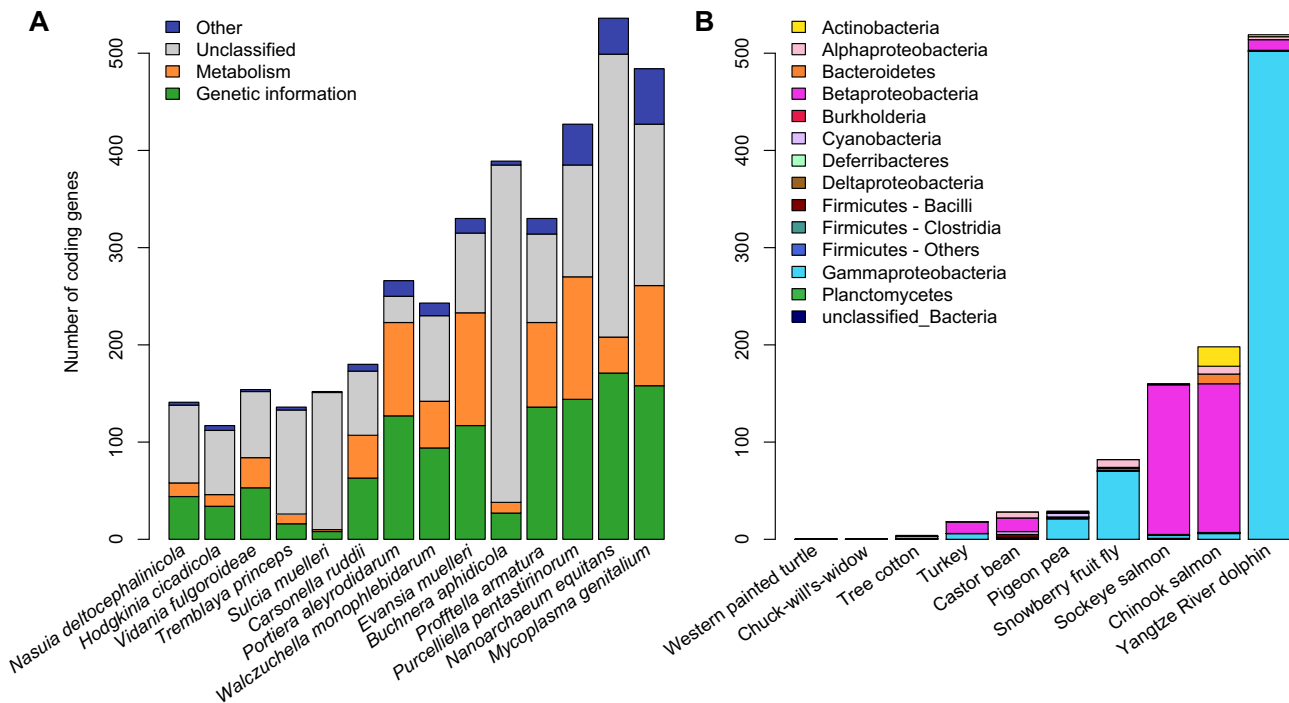 A
Other
Unclassified
Metabolism
Genetic information
Number of coding genes
0
100
200
300
400
500
Nasuia deltocephalinicola
Hodgkinia cicadicola
Vidania fulgoroideae
Tremblaya princeps
Sulcia muelleri
Carsonella ruddii
Portiera aleyrodidarum
Walczuchella monophlebidarum
Evansia muelleri
Buchnera aphidicola
Profftella armatura
Purcelliella pentastirinorum
Nanoarchaeum equitans
Mycoplasma genitalium
B
Actinobacteria
Alphaproteobacteria
Bacteroidetes
Betaproteobacteria
Burkholderia
Cyanobacteria
Deferribacteres
Deltaproteobacteria
Firmicutes - Bacilli
Firmicutes - Clostridia
Firmicutes - Others
Gammaproteobacteria
Planctomycetes
unclassified_Bacteria
0
100
200
300
400
500
Western painted turtle
Chuck-will's-widow
Tree cotton
Turkey
Castor bean
Pigeon pea
Snowberry fruit fly
Sockeye salmon
Chinook salmon
Yangtze River dolphin